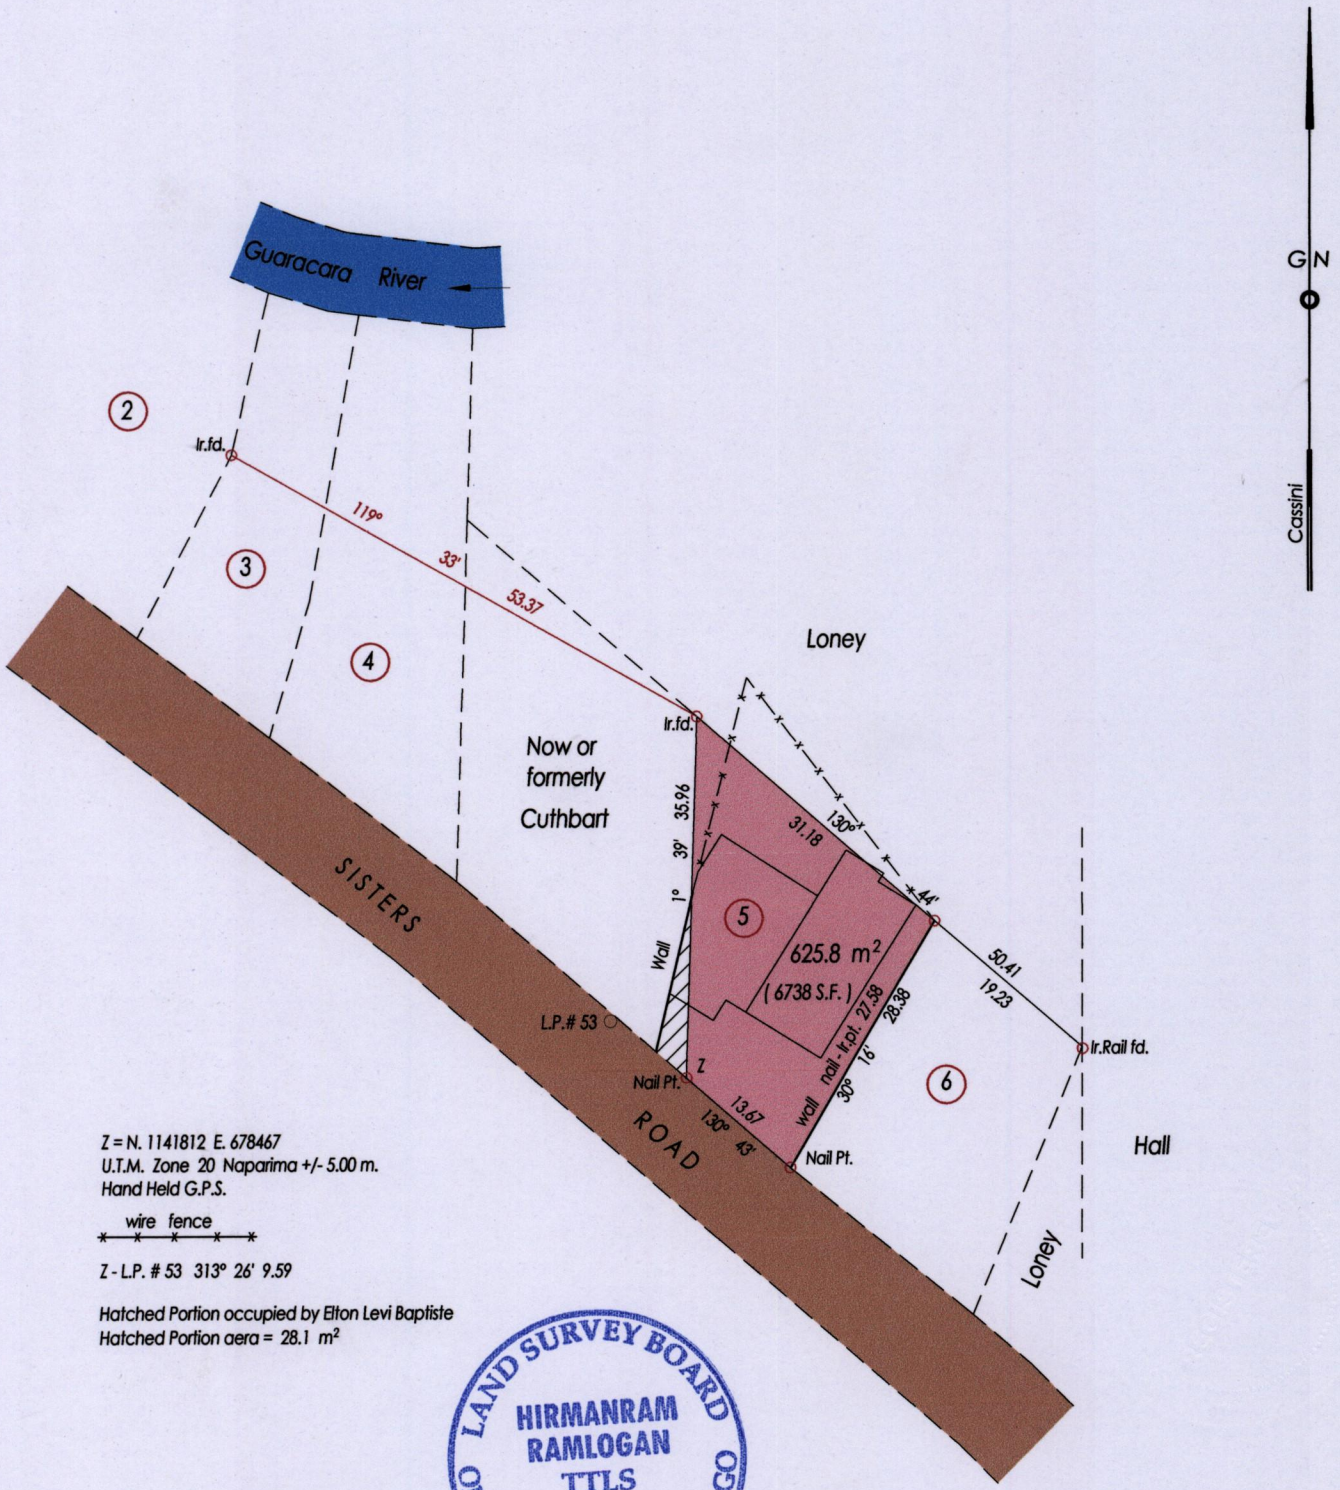 G N
Cassini
Guaracara River
2
Ir.fd.
119° 33' 53.37
3
4
Loney
Ir.fd.
Now or
formerly
Cuthbart
1° 39' 35.96
31.18
130° 44'
5
625.8 m²
( 6738 S.F. )
Wall
wall nail - Ir.pt. 27.58
30° 16' 28.38
50.41
19.23
Ir.Rail fd.
6
SISTERS
ROAD
L.P.# 53
Nail Pt.
Z
13.67
130° 43'
Nail Pt.
Hall
Loney
Z = N. 1141812 E. 678467
U.T.M. Zone 20 Naparima +/- 5.00 m.
Hand Held G.P.S.
wire fence
Z - L.P. # 53 313° 26' 9.59
Hatched Portion occupied by Elton Levi Baptiste
Hatched Portion aera = 28.1 m²
LAND SURVEY BOARD
HIRMANRAM
RAMLOGAN
TTLS